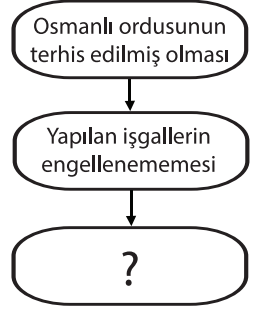 Osmanlı ordusunun
terhis edilmiş olması
Yapılan işgallerin
engellenememesi
?